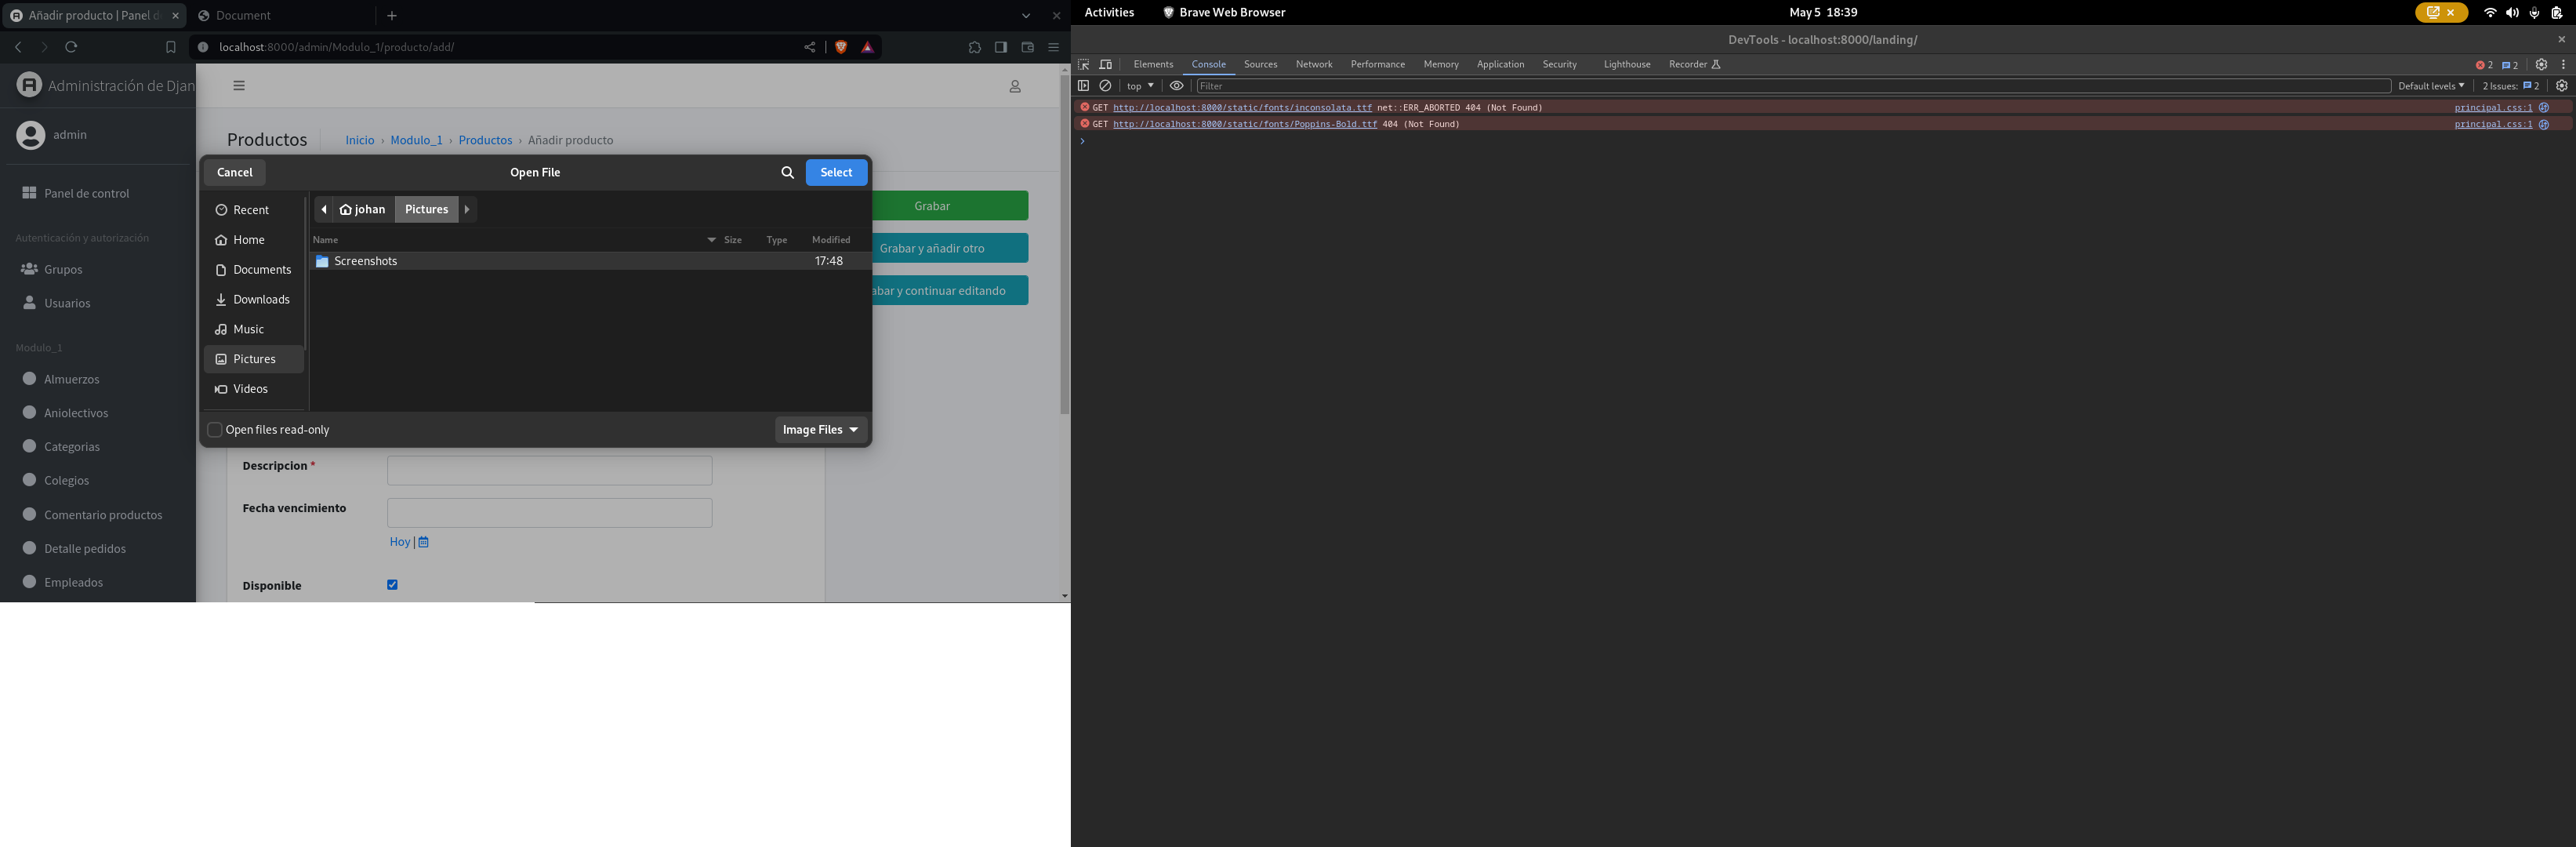 Añadir producto | Panel d
Document
localhost:8000/admin/Modulo_1/producto/add/
Administración de Djan
admin
Panel de control
Autenticación y autorización
Grupos
Usuarios
Modulo_1
Almuerzos
Aniolectivo
Categorias
Colegios
Comentario productos
Detalle pedidos
Empleados
Productos
Inicio › Modulo_1 › Productos › Añadir producto
Cancel
Open File
Select
Recent
Home
Documents
Downloads
Music
Pictures
Videos
johan
Pictures
Name Size Type Modified
Screenshots 17:48
Open files read-only
Image Files
Grabar
Grabar y añadir otro
abar y continuar editando
Descripcion *
Fecha vencimiento
Hoy |
Disponible
Activities
Brave Web Browser
May 5 18:39
DevTools - localhost:8000/landing/
Elements Console Sources Network Performance Memory Application Security Lighthouse Recorder
2 2
top
Filter
Default levels
2 Issues: 2
GET http://localhost:8000/static/fonts/inconsolata.ttf net::ERR_ABORTED 404 (Not Found) principal.css:1
GET http://localhost:8000/static/fonts/Poppins-Bold.ttf 404 (Not Found) principal.css:1